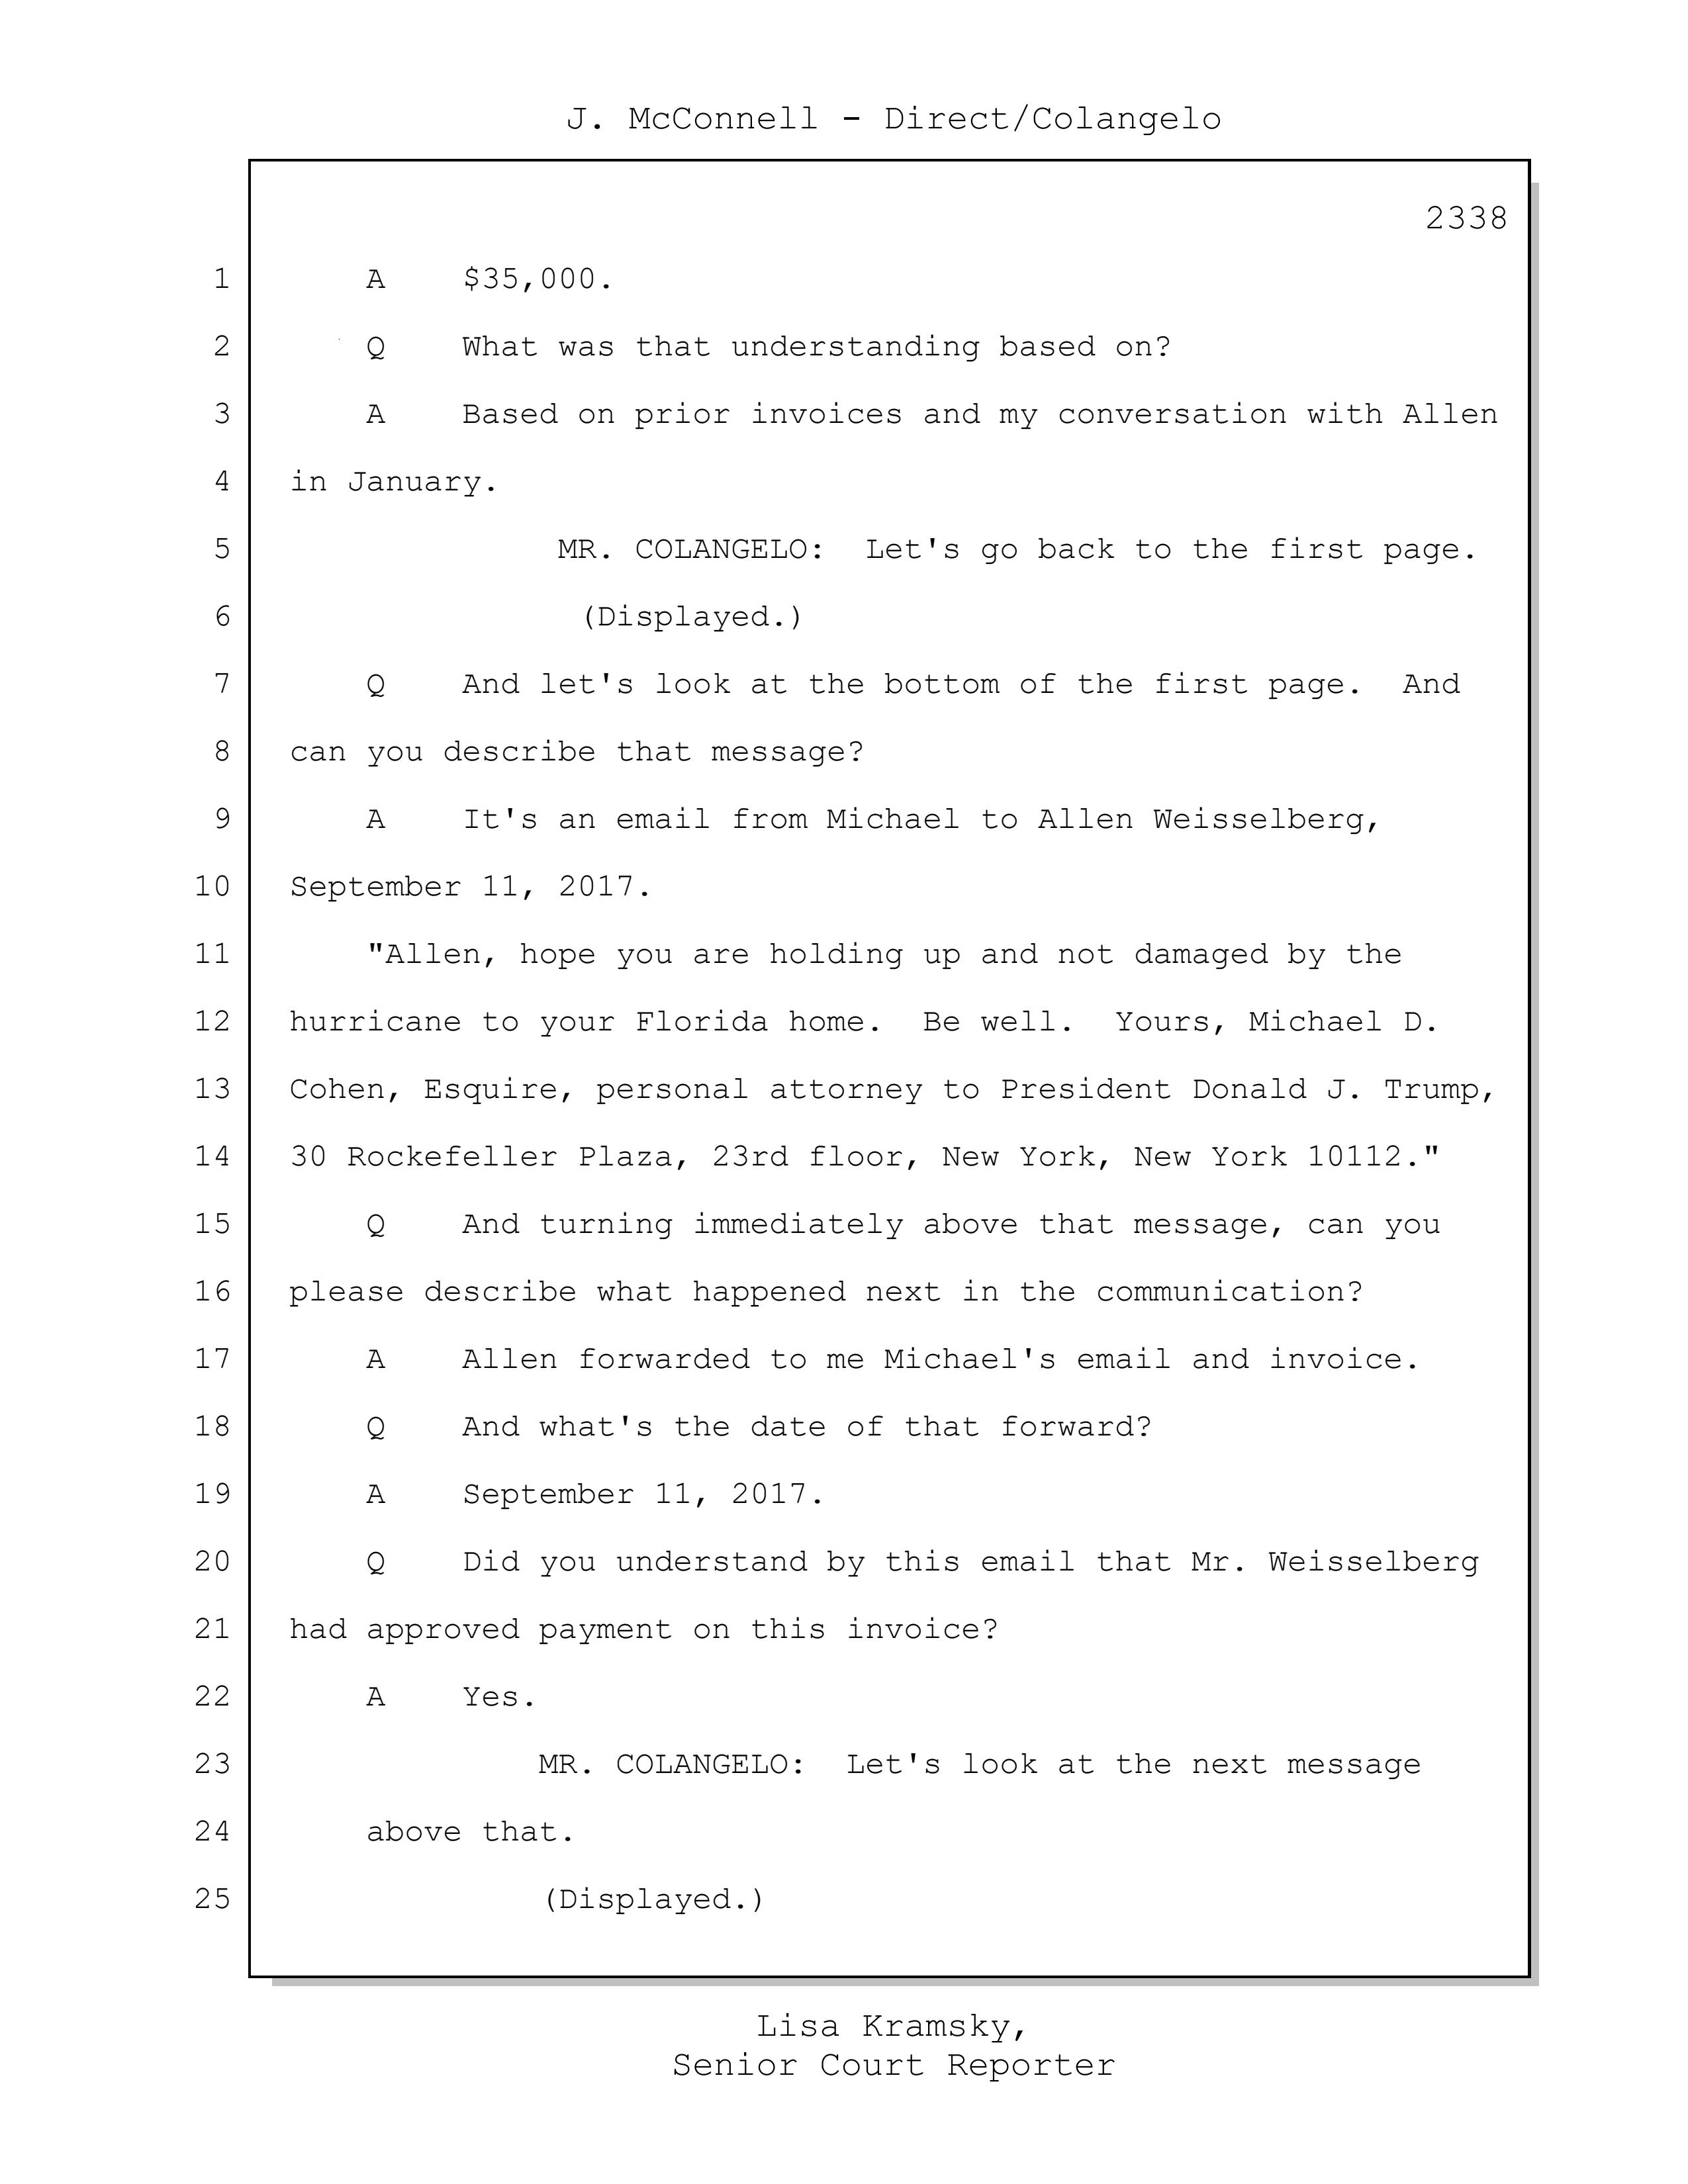 J. McConnell - Direct/Colangelo
2338
1 A $35,000.
2 Q What was that understanding based on?
3 A Based on prior invoices and my conversation with Allen
4 in January.
5 MR. COLANGELO: Let's go back to the first page.
6 (Displayed.)
7 Q And let's look at the bottom of the first page. And
8 can you describe that message?
9 A It's an email from Michael to Allen Weisselberg,
10 September 11, 2017.
11 "Allen, hope you are holding up and not damaged by the
12 hurricane to your Florida home. Be well. Yours, Michael D.
13 Cohen, Esquire, personal attorney to President Donald J. Trump,
14 30 Rockefeller Plaza, 23rd floor, New York, New York 10112."
15 Q And turning immediately above that message, can you
16 please describe what happened next in the communication?
17 A Allen forwarded to me Michael's email and invoice.
18 Q And what's the date of that forward?
19 A September 11, 2017.
20 Q Did you understand by this email that Mr. Weisselberg
21 had approved payment on this invoice?
22 A Yes.
23 MR. COLANGELO: Let's look at the next message
24 above that.
25 (Displayed.)
Lisa Kramsky,
Senior Court Reporter